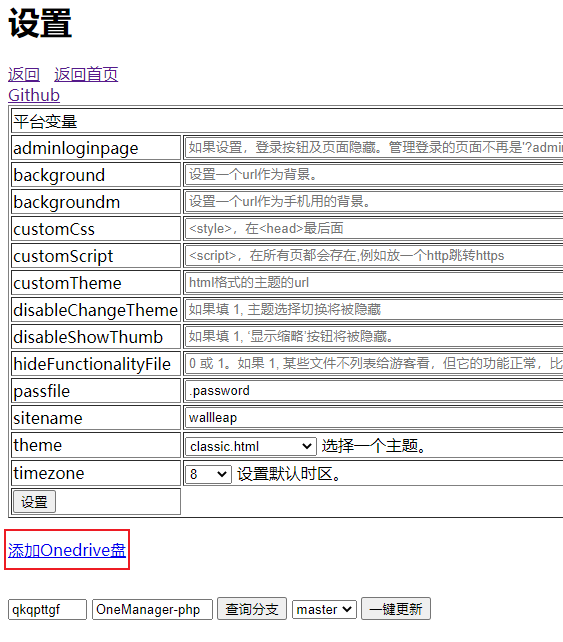 设置
返回 返回首页
Github
平台变量
adminloginpage 如果设置，登录按钮及页面隐藏。管理登录的页面不再是'?admin
background 设置一个url作为背景。
backgroundm 设置一个url作为手机用的背景。
customCss <style>，在<head>最后面
customScript <script>，在所有页都会存在,例如放一个http跳转https
customTheme html格式的主题的url
disableChangeTheme 如果填 1, 主题选择切换将被隐藏
disableShowThumb 如果填 1, ‘显示缩略’按钮将被隐藏。
hideFunctionalityFile 0 或 1。如果 1, 某些文件不列表给游客看，但它的功能正常，比
passfile .password
sitename wallleap
theme classic.html 选择一个主题。
timezone 8 设置默认时区。
设置
添加Onedrive盘
qkqpttgf OneManager-php 查询分支 master 一键更新